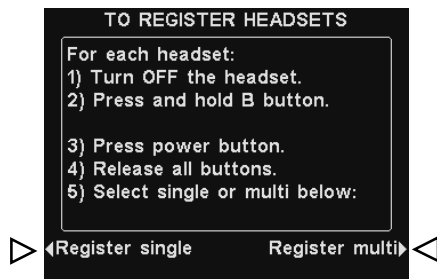 TO REGISTER HEADSETS
For each headset:
1) Turn OFF the headset.
2) Press and hold B button.
3) Press power button.
4) Release all buttons.
5) Select single or multi below:
Register single Register multi